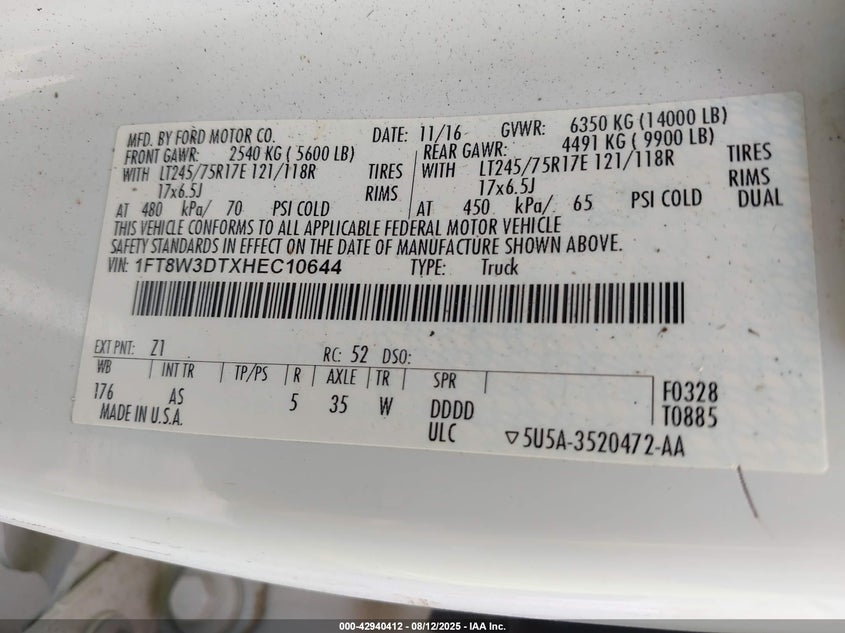 MFD. BY FORD MOTOR CO. DATE: 11/16 GVWR: 6350 KG (14000 LB)
FRONT GAWR: 2540 KG ( 5600 LB) REAR GAWR: 4491 KG ( 9900 LB)
WITH LT245/75R17E 121/118R TIRES WITH LT245/75R17E 121/118R TIRES
17x6.5J RIMS 17x6.5J RIMS
AT 480 kPa/ 70 PSI COLD AT 450 kPa/ 65 PSI COLD DUAL
THIS VEHICLE CONFORMS TO ALL APPLICABLE FEDERAL MOTOR VEHICLE
SAFETY STANDARDS IN EFFECT ON THE DATE OF MANUFACTURE SHOWN ABOVE.
VIN: 1FT8W3DTXHEC10644 TYPE: Truck
EXT PNT: Z1 RC: 52 DSO:
WB INT TR TP/PS R AXLE TR SPR
176 AS 5 35 W DDDD F0328
MADE IN U.S.A. ULC T0885
▽5U5A-3520472-AA
000-42940412 - 08/12/2025 - IAA Inc.